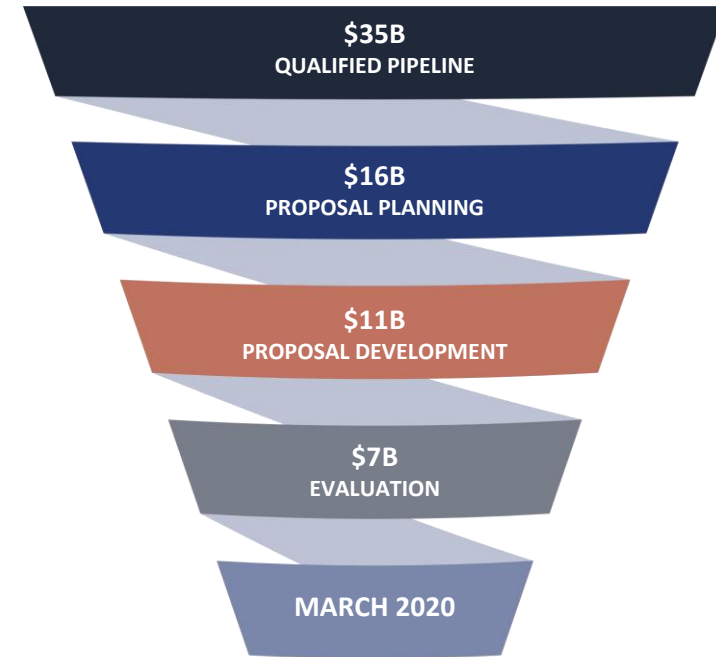 $35B
QUALIFIED PIPELINE
$16B
PROPOSAL PLANNING
$11B
PROPOSAL DEVELOPMENT
$7B
EVALUATION
MARCH 2020